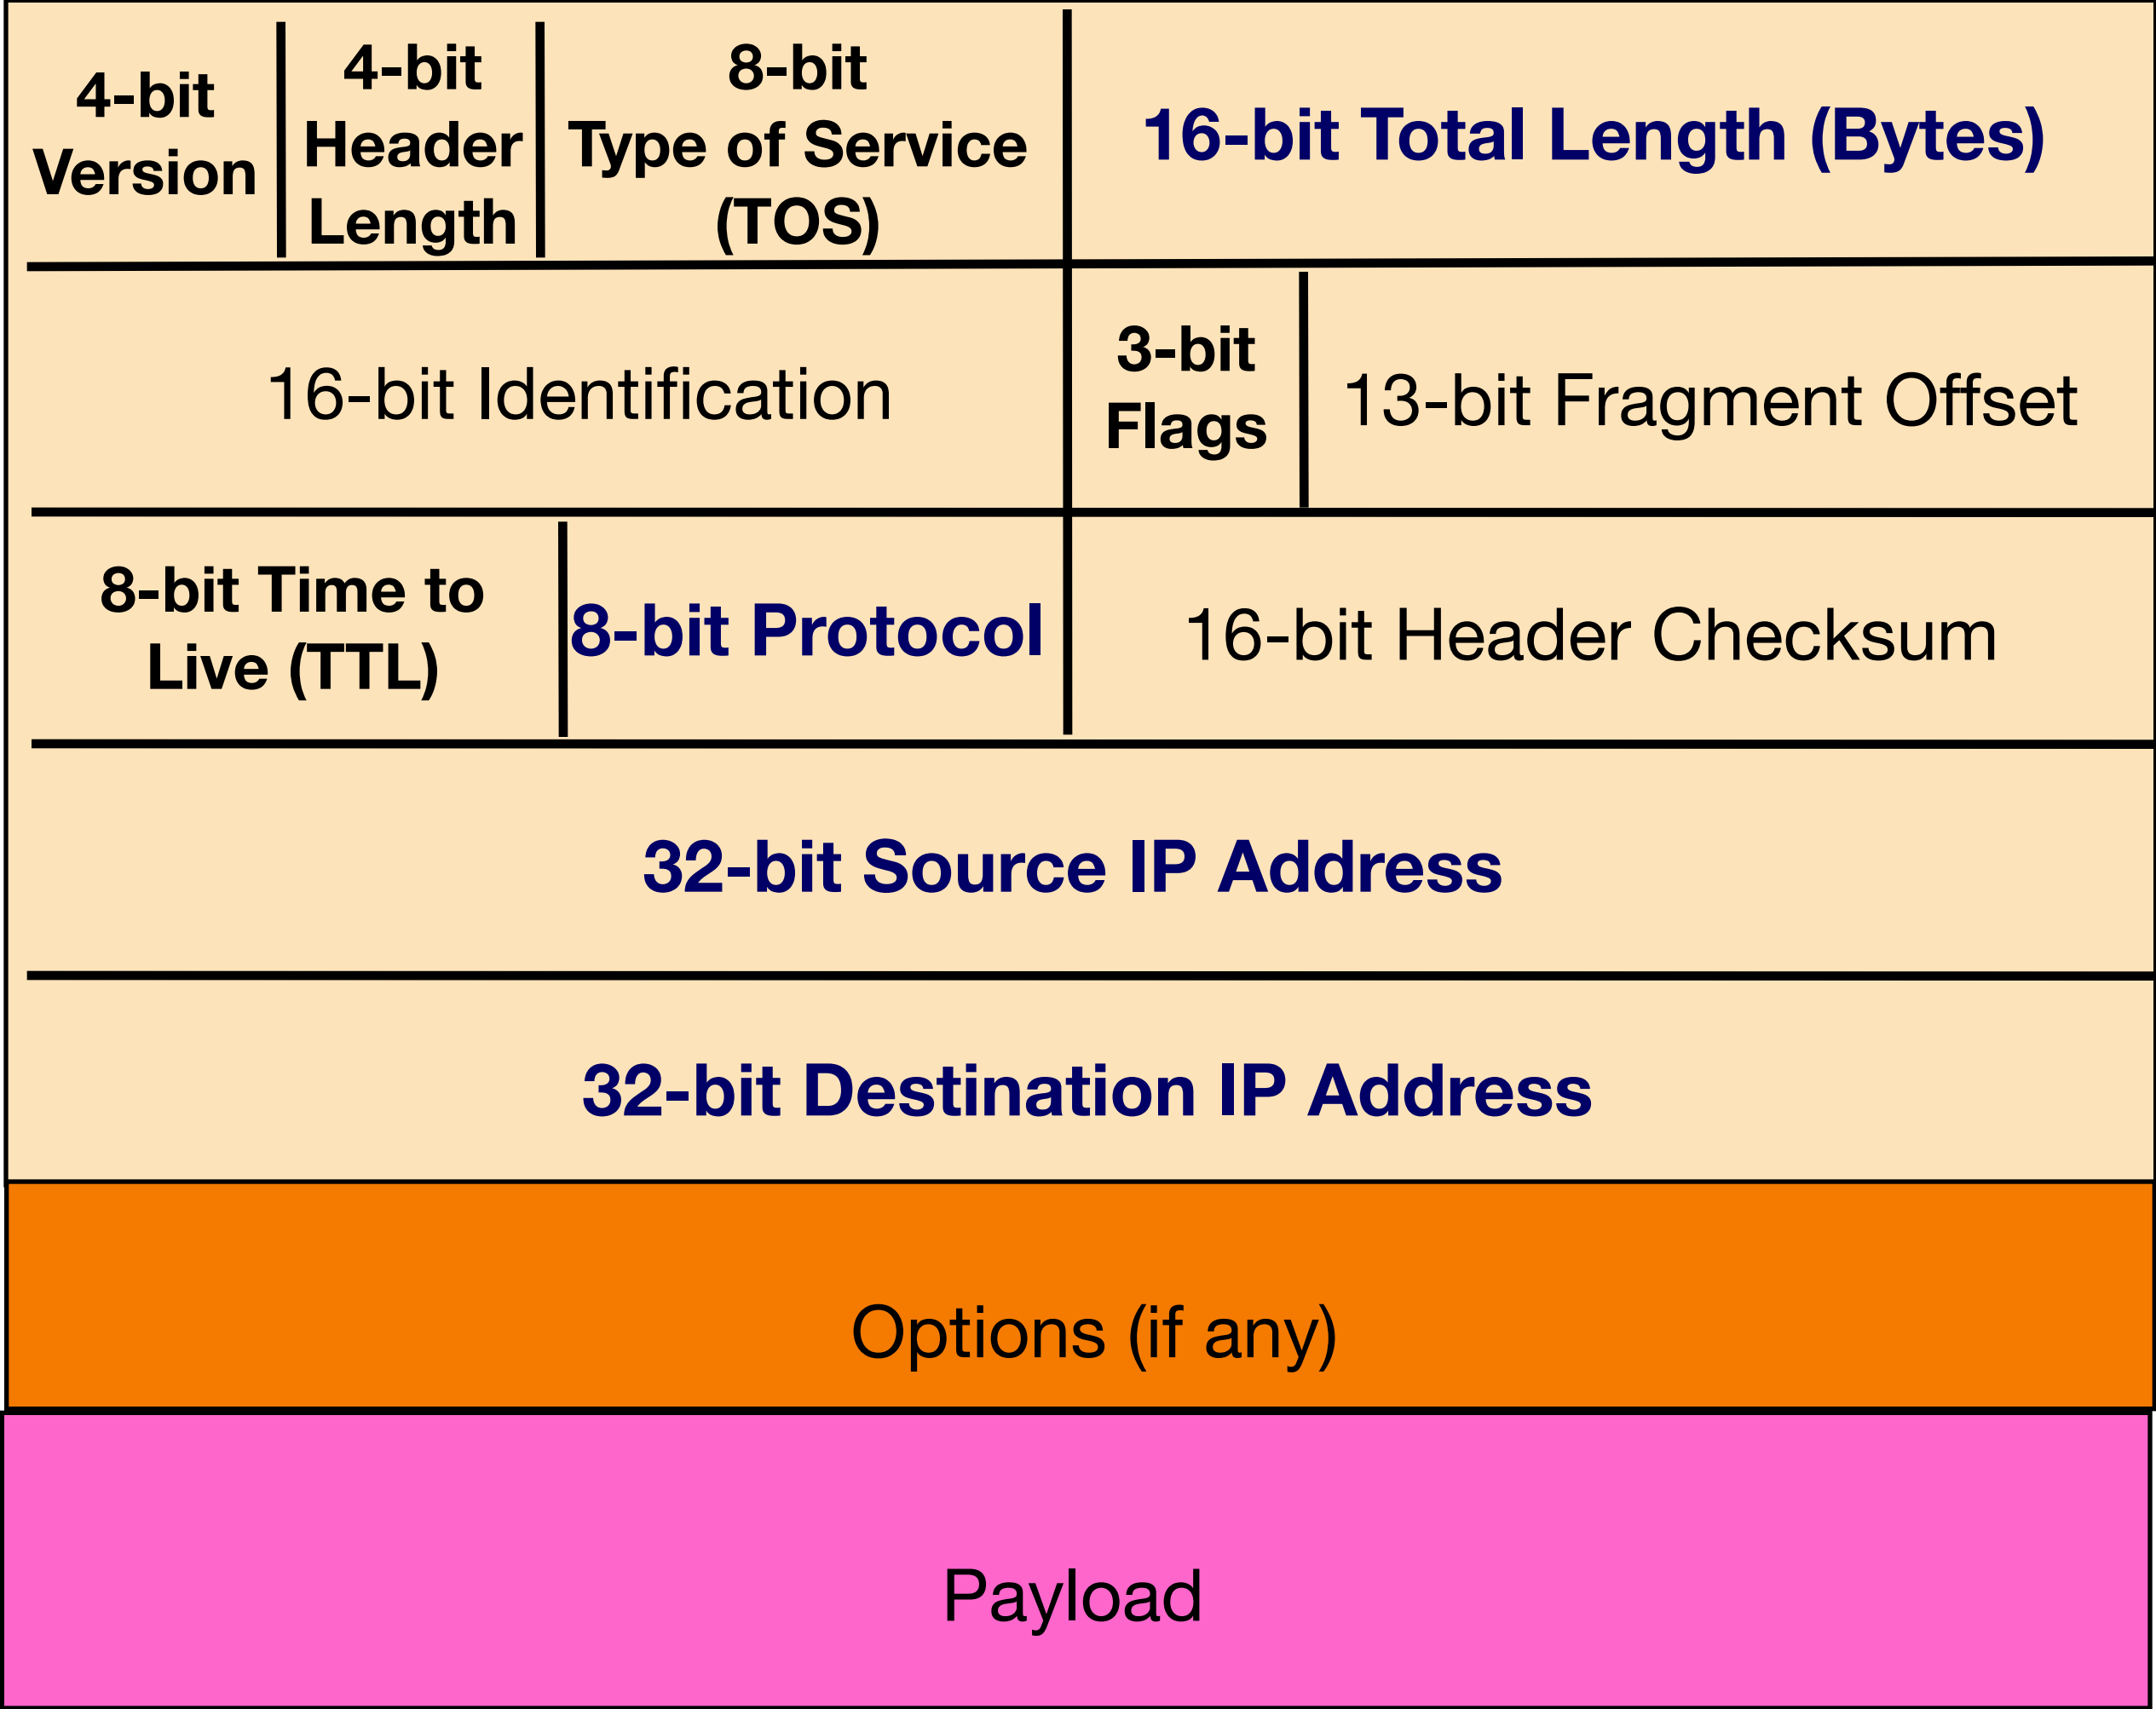 4-bit
Version
4-bit
Header
Length
8-bit
Type of Service
(TOS)
16-bit Total Length (Bytes)
16-bit Identification
3-bit
Flags
13-bit Fragment Offset
8-bit Time to
Live (TTL)
8-bit Protocol
16-bit Header Checksum
32-bit Source IP Address
32-bit Destination IP Address
Options (if any)
Payload